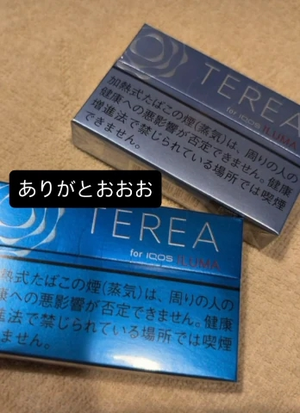 TEREA
for IQOS ILUMA
加熱式たばこの煙(蒸気)は、周りの人の
健康への悪影響が否定できません。健康
増進法で禁じられている場所では喫煙
できません。
ありがとおおお
TEREA
for IQOS ILUMA
熱式たばこの煙(蒸気)は、周りの人の
康への悪影響が否定できません。健康
進法で禁じられている場所では喫煙
きません。